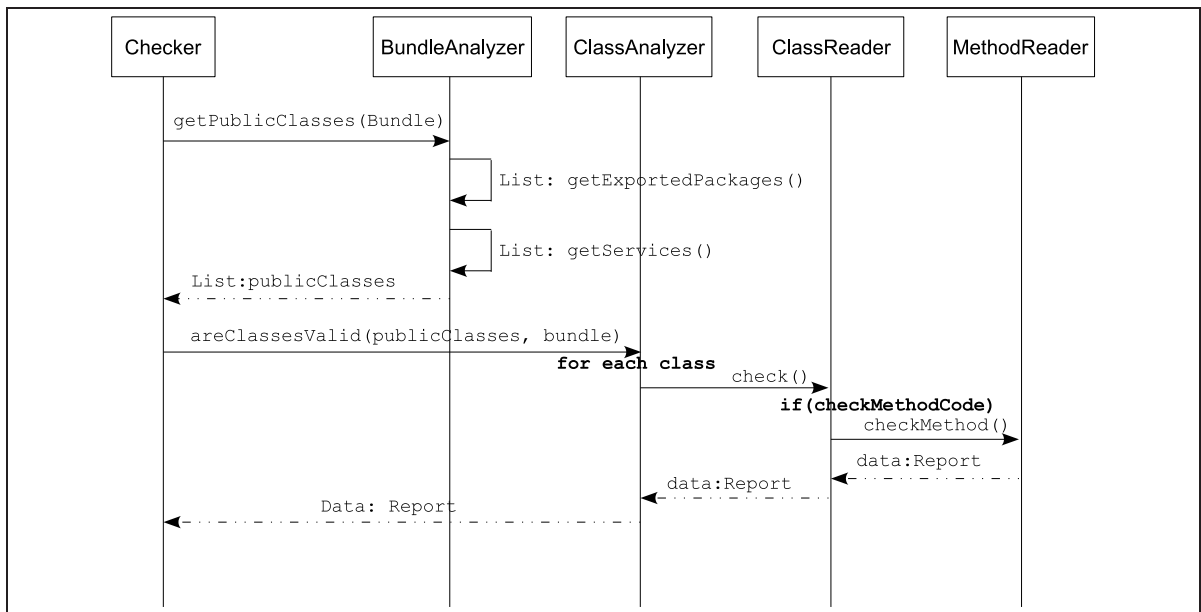 Checker
BundleAnalyzer
ClassAnalyzer
ClassReader
MethodReader
getPublicClasses(Bundle)
List: getExportedPackages()
List: getServices()
List:publicClasses
areClassesValid(publicClasses, bundle)
for each class
check()
if(checkMethodCode)
checkMethod()
data:Report
data:Report
Data: Report